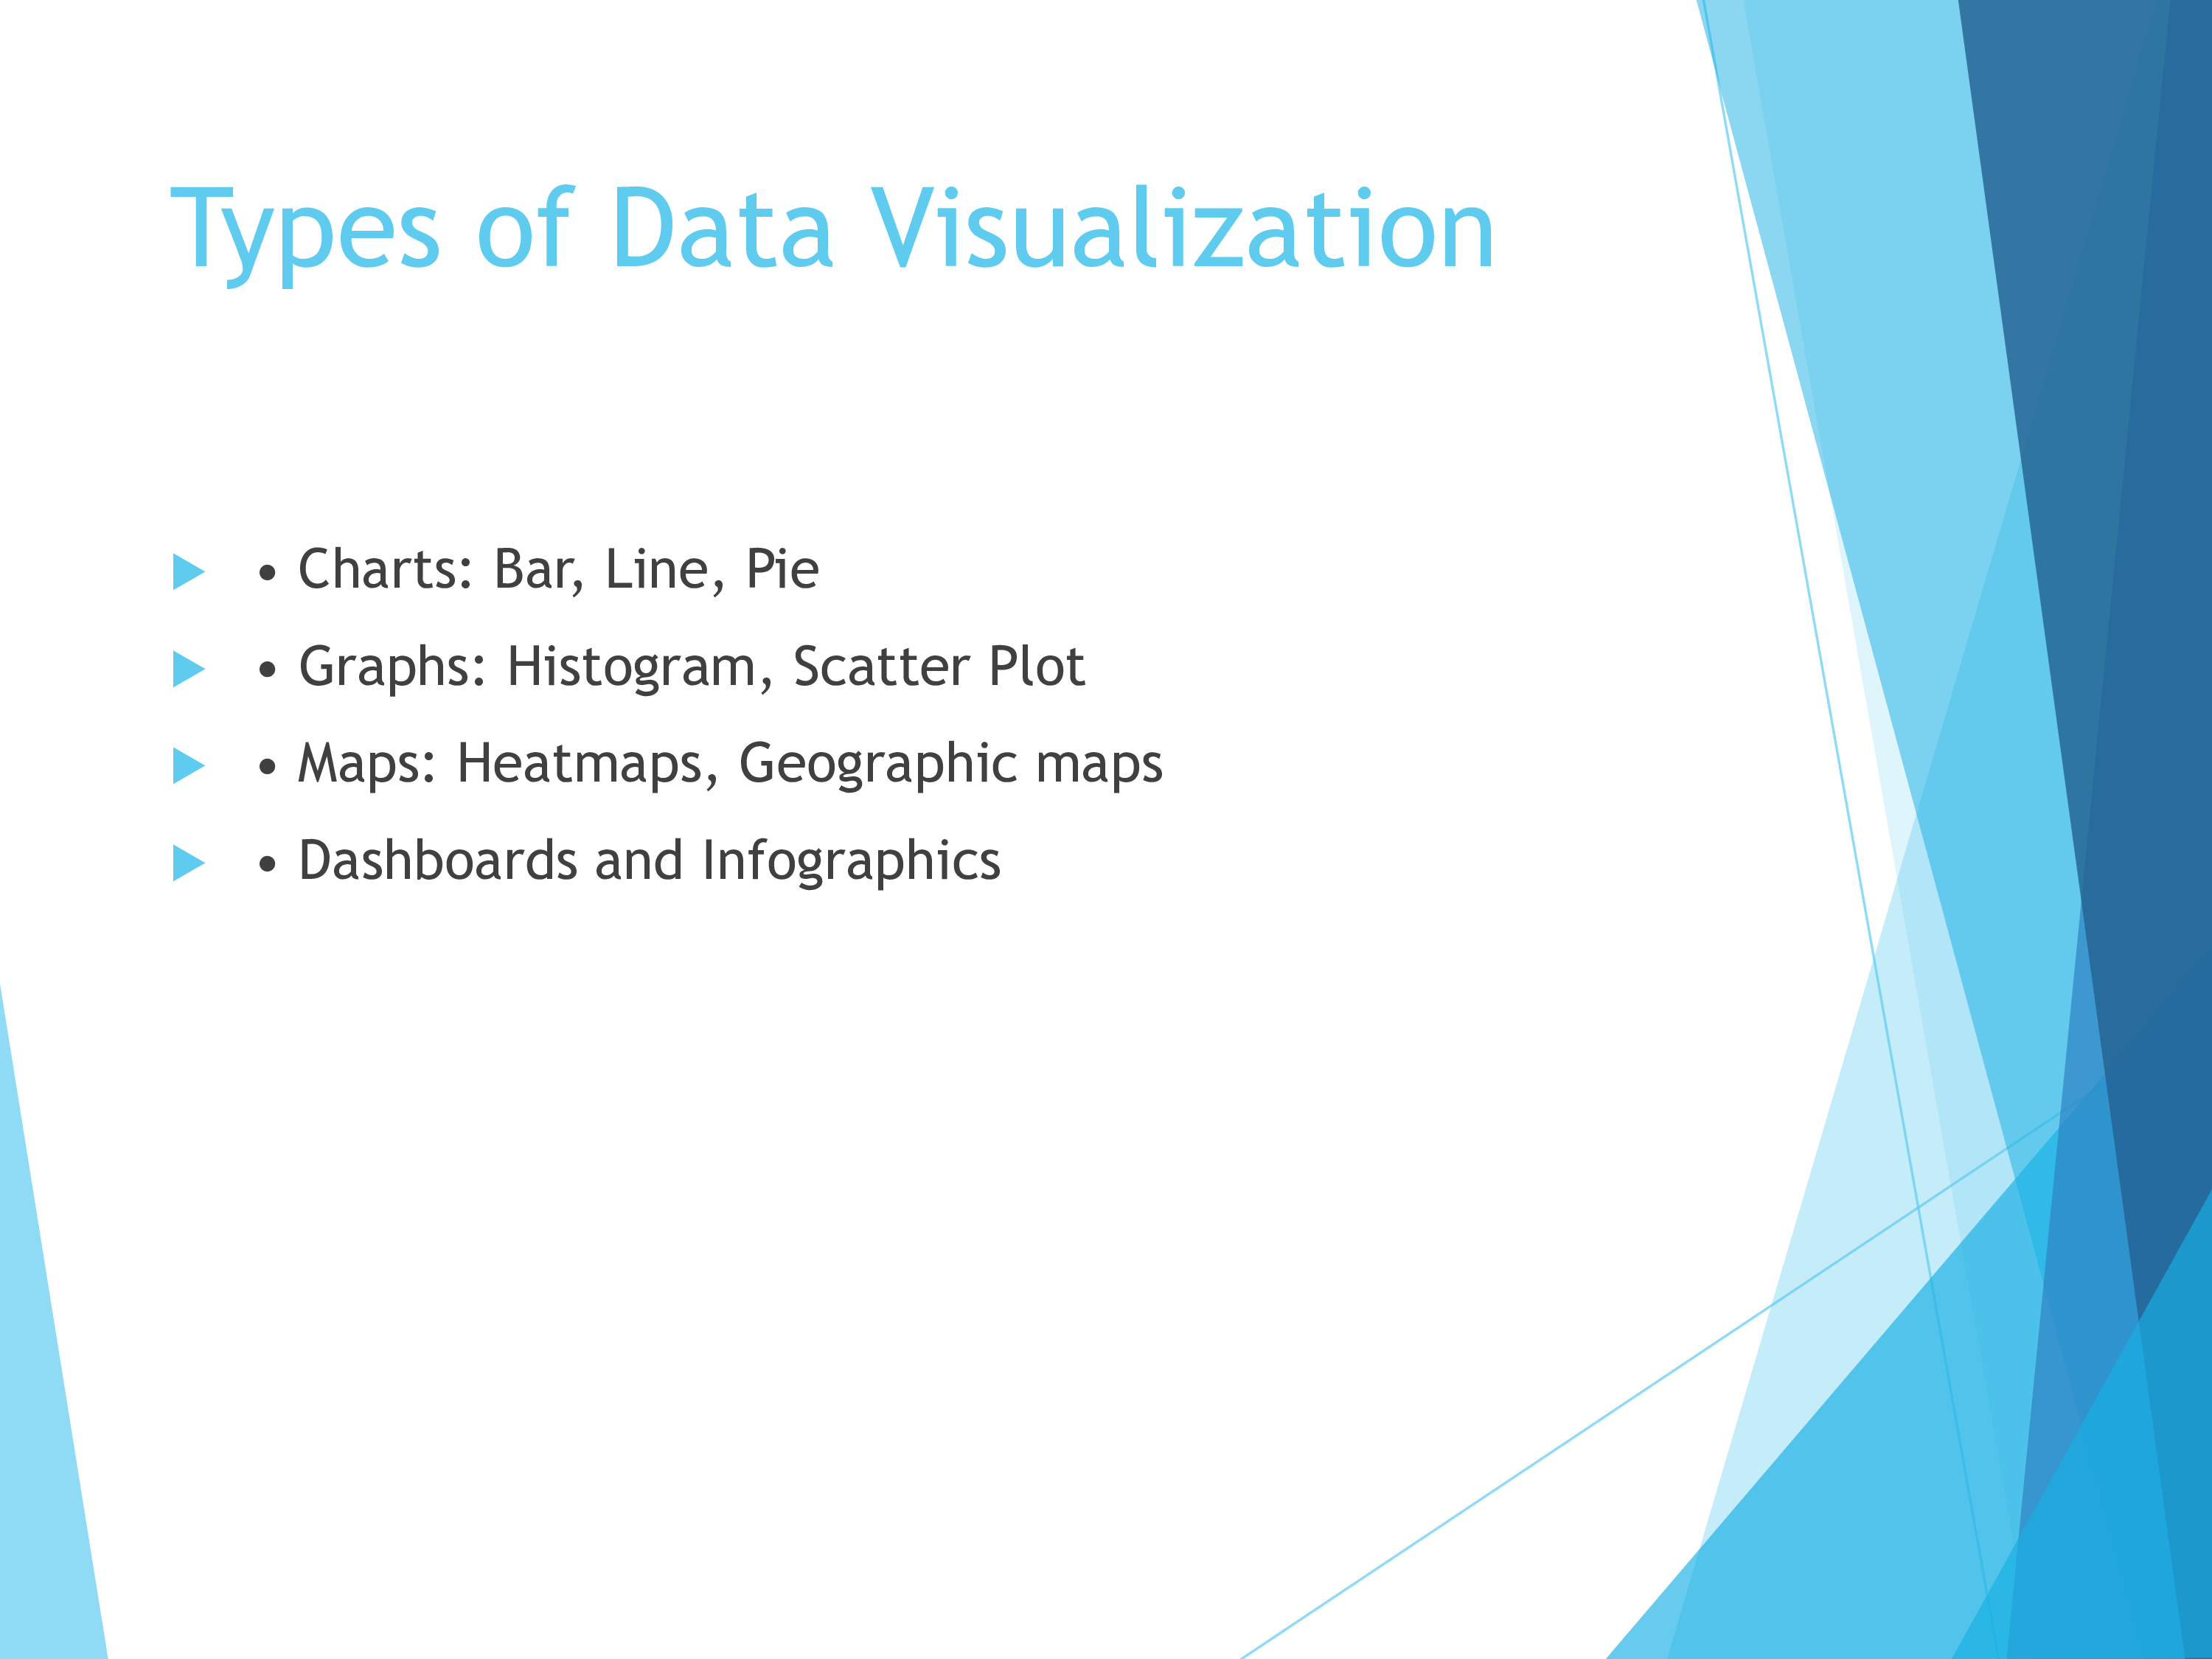 Types of Data Visualization
• Charts: Bar, Line, Pie
• Graphs: Histogram, Scatter Plot
• Maps: Heatmaps, Geographic maps
• Dashboards and Infographics